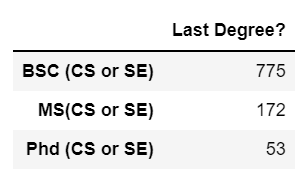 Last Degree?
BSC (CS or SE) 775
MS(CS or SE) 172
Phd (CS or SE) 53